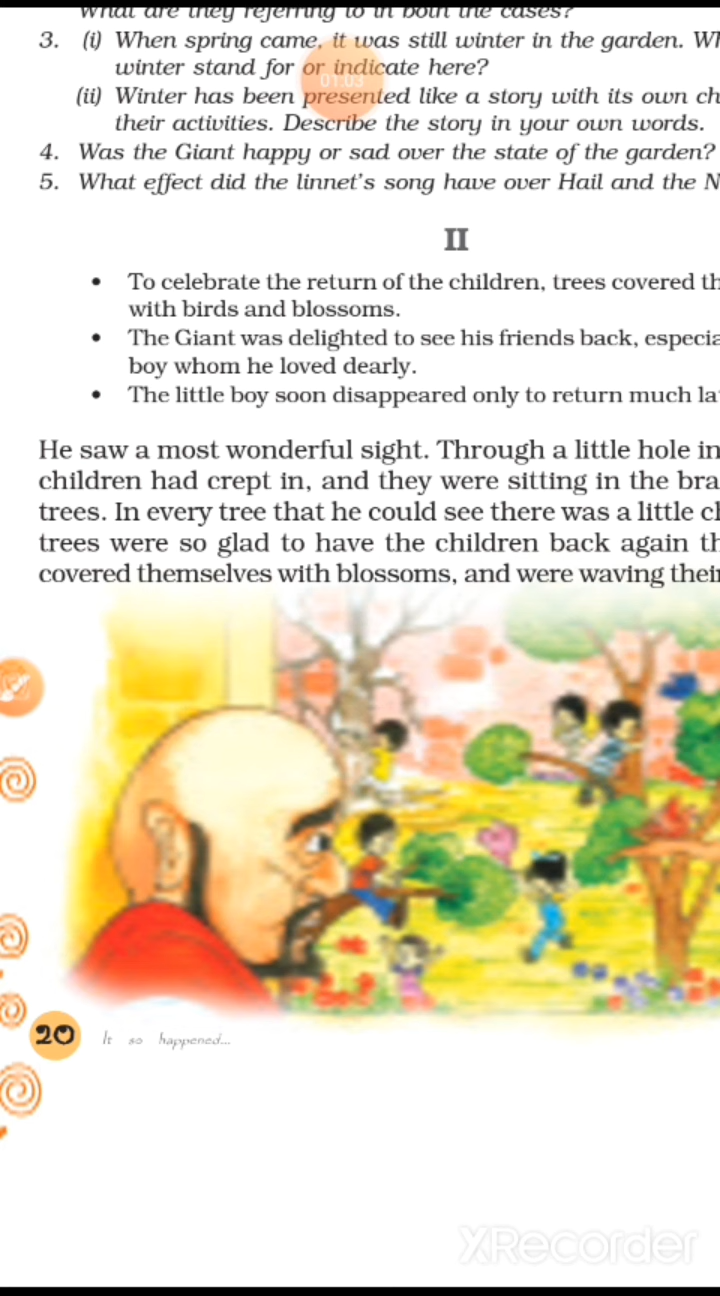 What are they referring to in both the cases?
3. (i) When spring came, it was still winter in the garden.
winter stand for or indicate here?
01:03
(ii) Winter has been presented like a story with its own
their activities. Describe the story in your own words.
4. Was the Giant happy or sad over the state of the garden?
5. What effect did the linnet's song have over Hail and the
II
• To celebrate the return of the children, trees covered
with birds and blossoms.
• The Giant was delighted to see his friends back,
boy whom he loved dearly.
• The little boy soon disappeared only to return much
He saw a most wonderful sight. Through a little hole in
children had crept in, and they were sitting in the
trees. In every tree that he could see there was a little
trees were so glad to have the children back again
covered themselves with blossoms, and were waving their
20 It so happened...
XRecorder